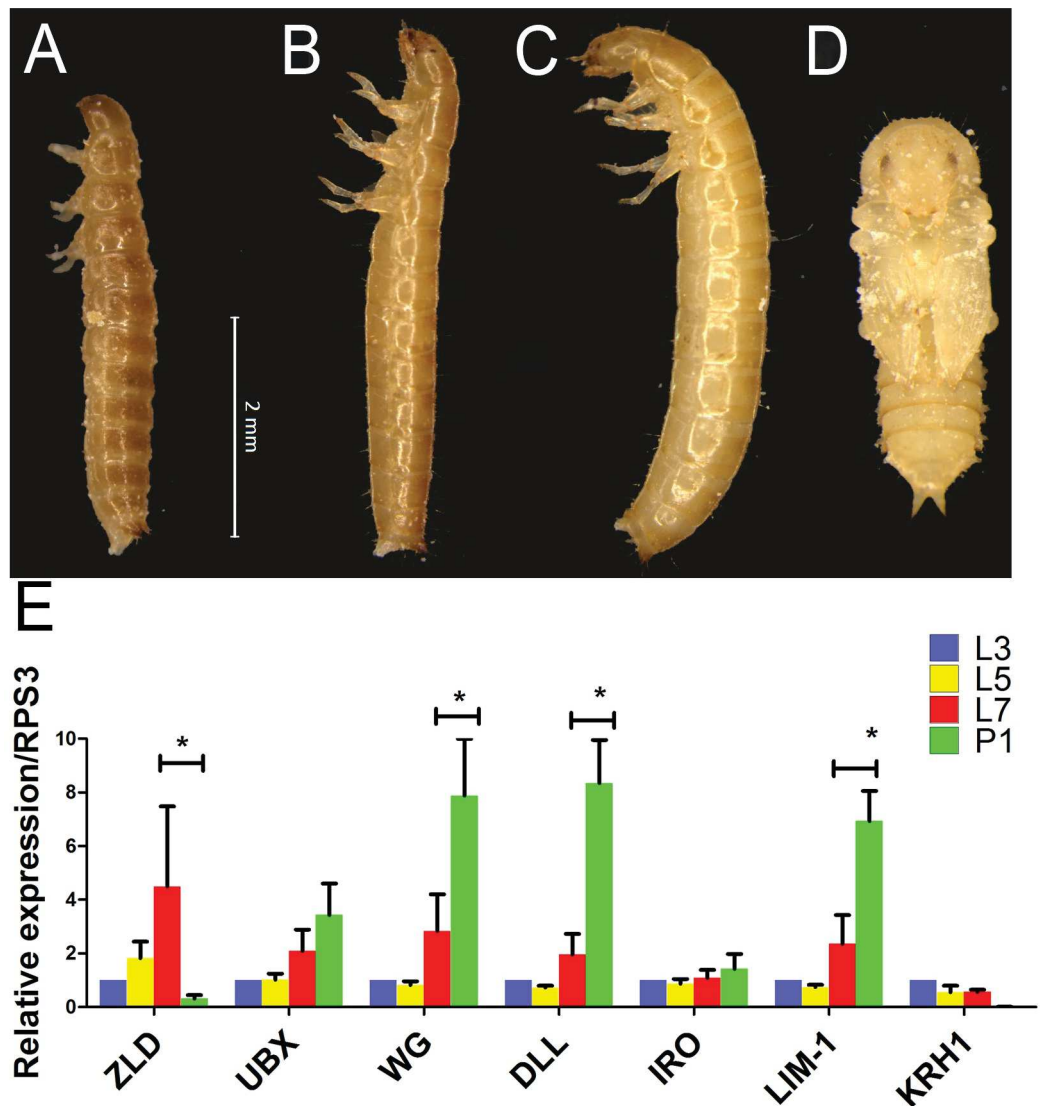 A
B
C
D
2 mm
E
L3
L5
L7
P1
Relative expression/RPS3
10
8
6
4
2
0
*
*
*
*
ZLD
UBX
WG
DLL
IRO
LIM-1
KRH1